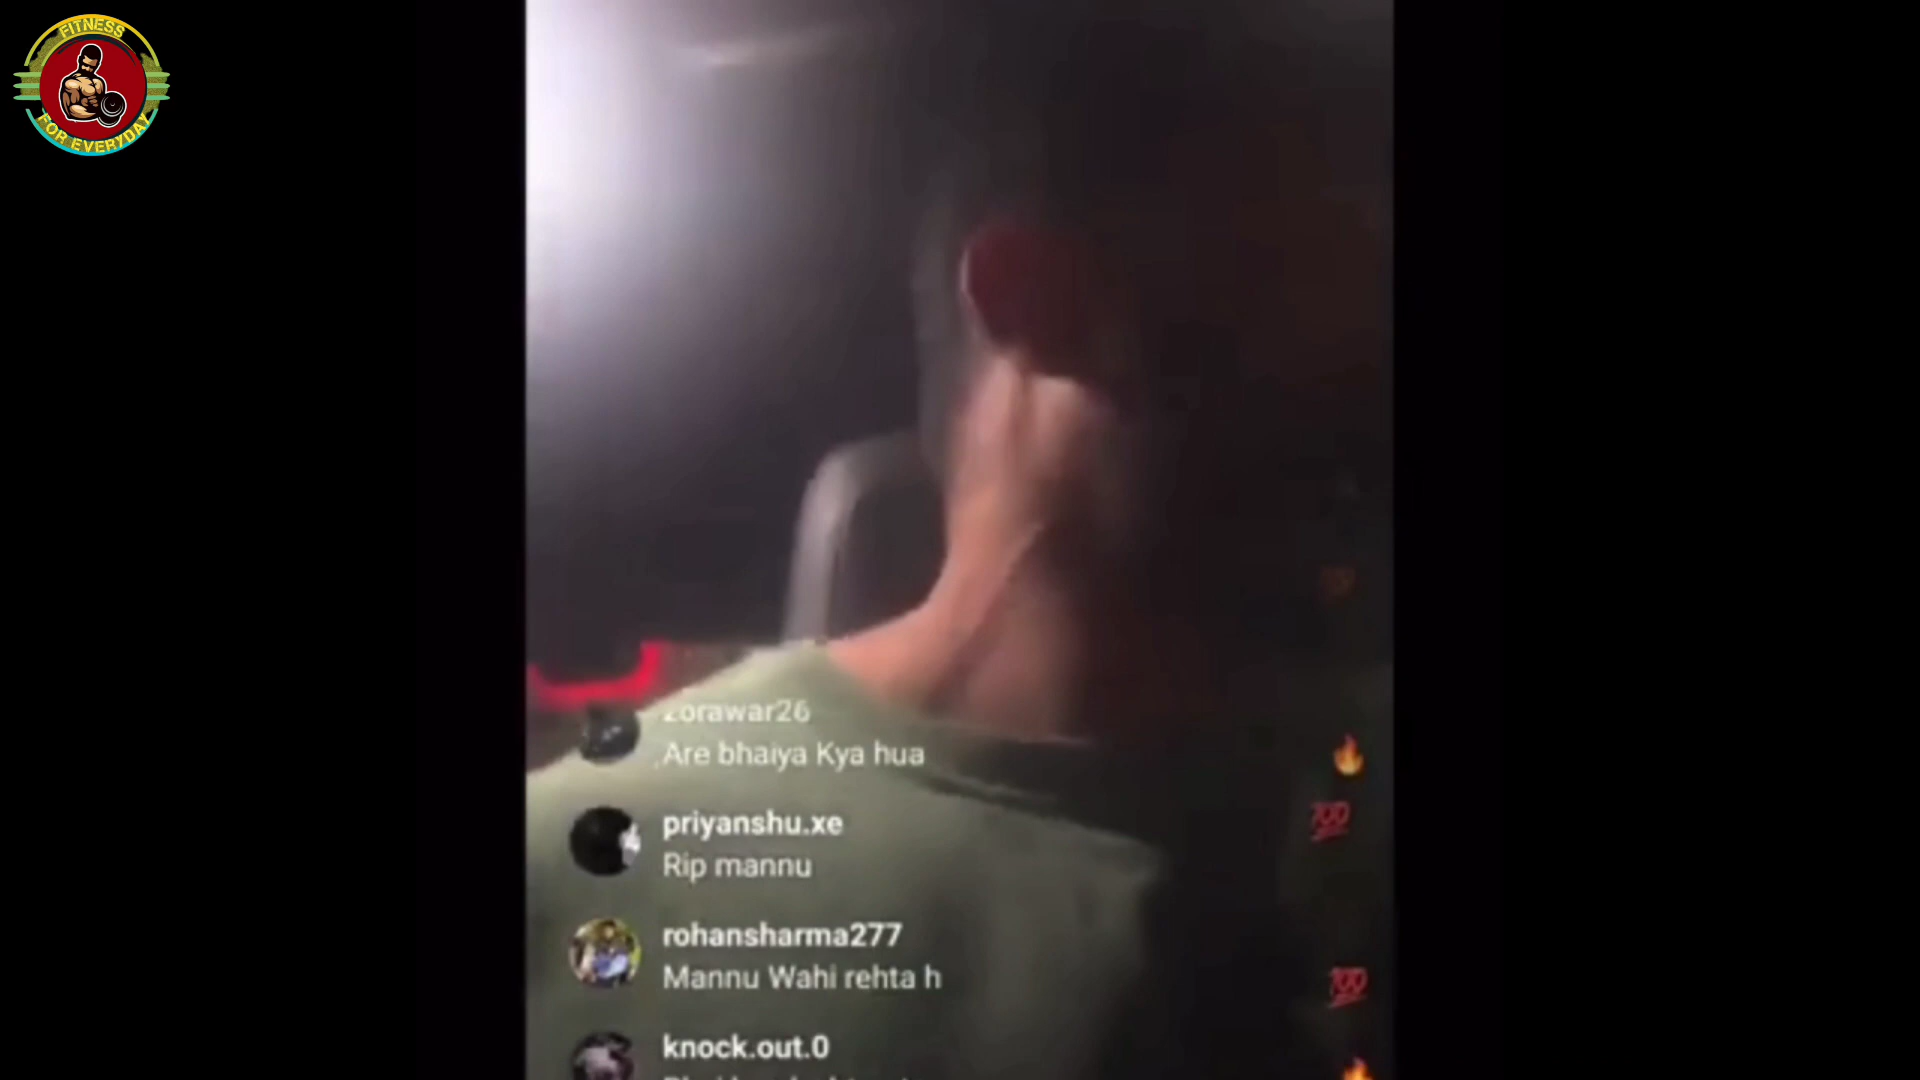 FITNESS
FOR EVERYDAY
zorawar26
Are bhaiya Kya hua
priyanshu.xe
Rip mannu
rohansharma277
Mannu Wahi rehta h
knock.out.0